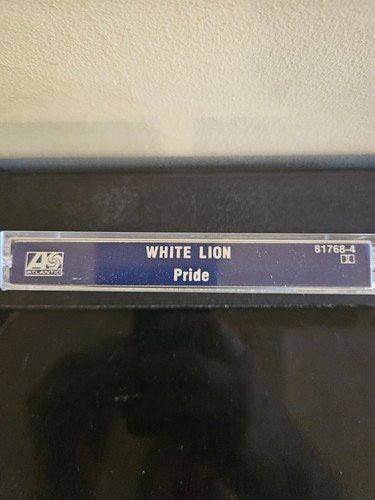 WHITE LION
Pride
81768-4
ATLANTIC